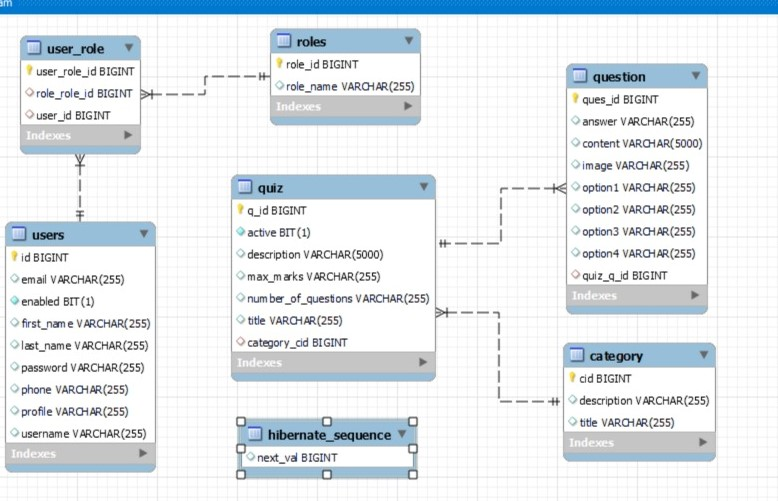 am
user_role
user_role_id BIGINT
role_role_id BIGINT
user_id BIGINT
Indexes
roles
role_id BIGINT
role_name VARCHAR(255)
Indexes
question
ques_id BIGINT
answer VARCHAR(255)
content VARCHAR(5000)
image VARCHAR(255)
option1 VARCHAR(255)
option2 VARCHAR(255)
option3 VARCHAR(255)
option4 VARCHAR(255)
quiz_q_id BIGINT
Indexes
quiz
q_id BIGINT
active BIT(1)
description VARCHAR(5000)
max_marks VARCHAR(255)
number_of_questions VARCHAR(255)
title VARCHAR(255)
category_cid BIGINT
Indexes
users
id BIGINT
email VARCHAR(255)
enabled BIT(1)
first_name VARCHAR(255)
last_name VARCHAR(255)
password VARCHAR(255)
phone VARCHAR(255)
profile VARCHAR(255)
username VARCHAR(255)
Indexes
category
cid BIGINT
description VARCHAR(255)
title VARCHAR(255)
Indexes
hibernate_sequence
next_val BIGINT